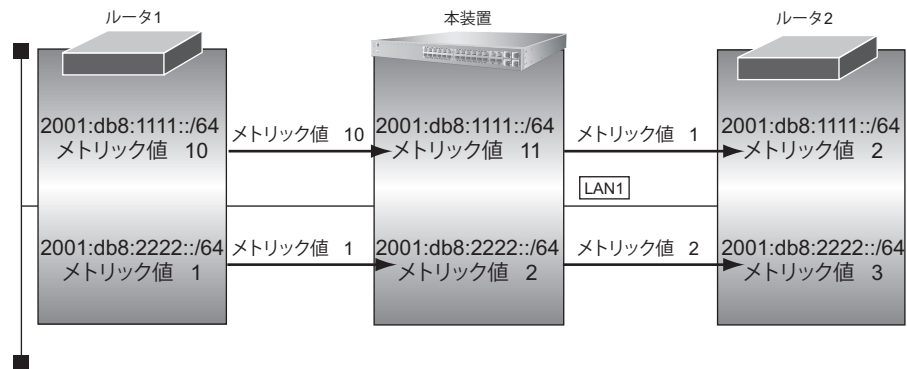 ルータ1
本装置
ルータ2
2001:db8:1111::/64
メトリック値 10
メトリック値 10
2001:db8:1111::/64
メトリック値 11
メトリック値 1
2001:db8:1111::/64
メトリック値 2
LAN1
2001:db8:2222::/64
メトリック値 1
メトリック値 1
2001:db8:2222::/64
メトリック値 2
メトリック値 2
2001:db8:2222::/64
メトリック値 3